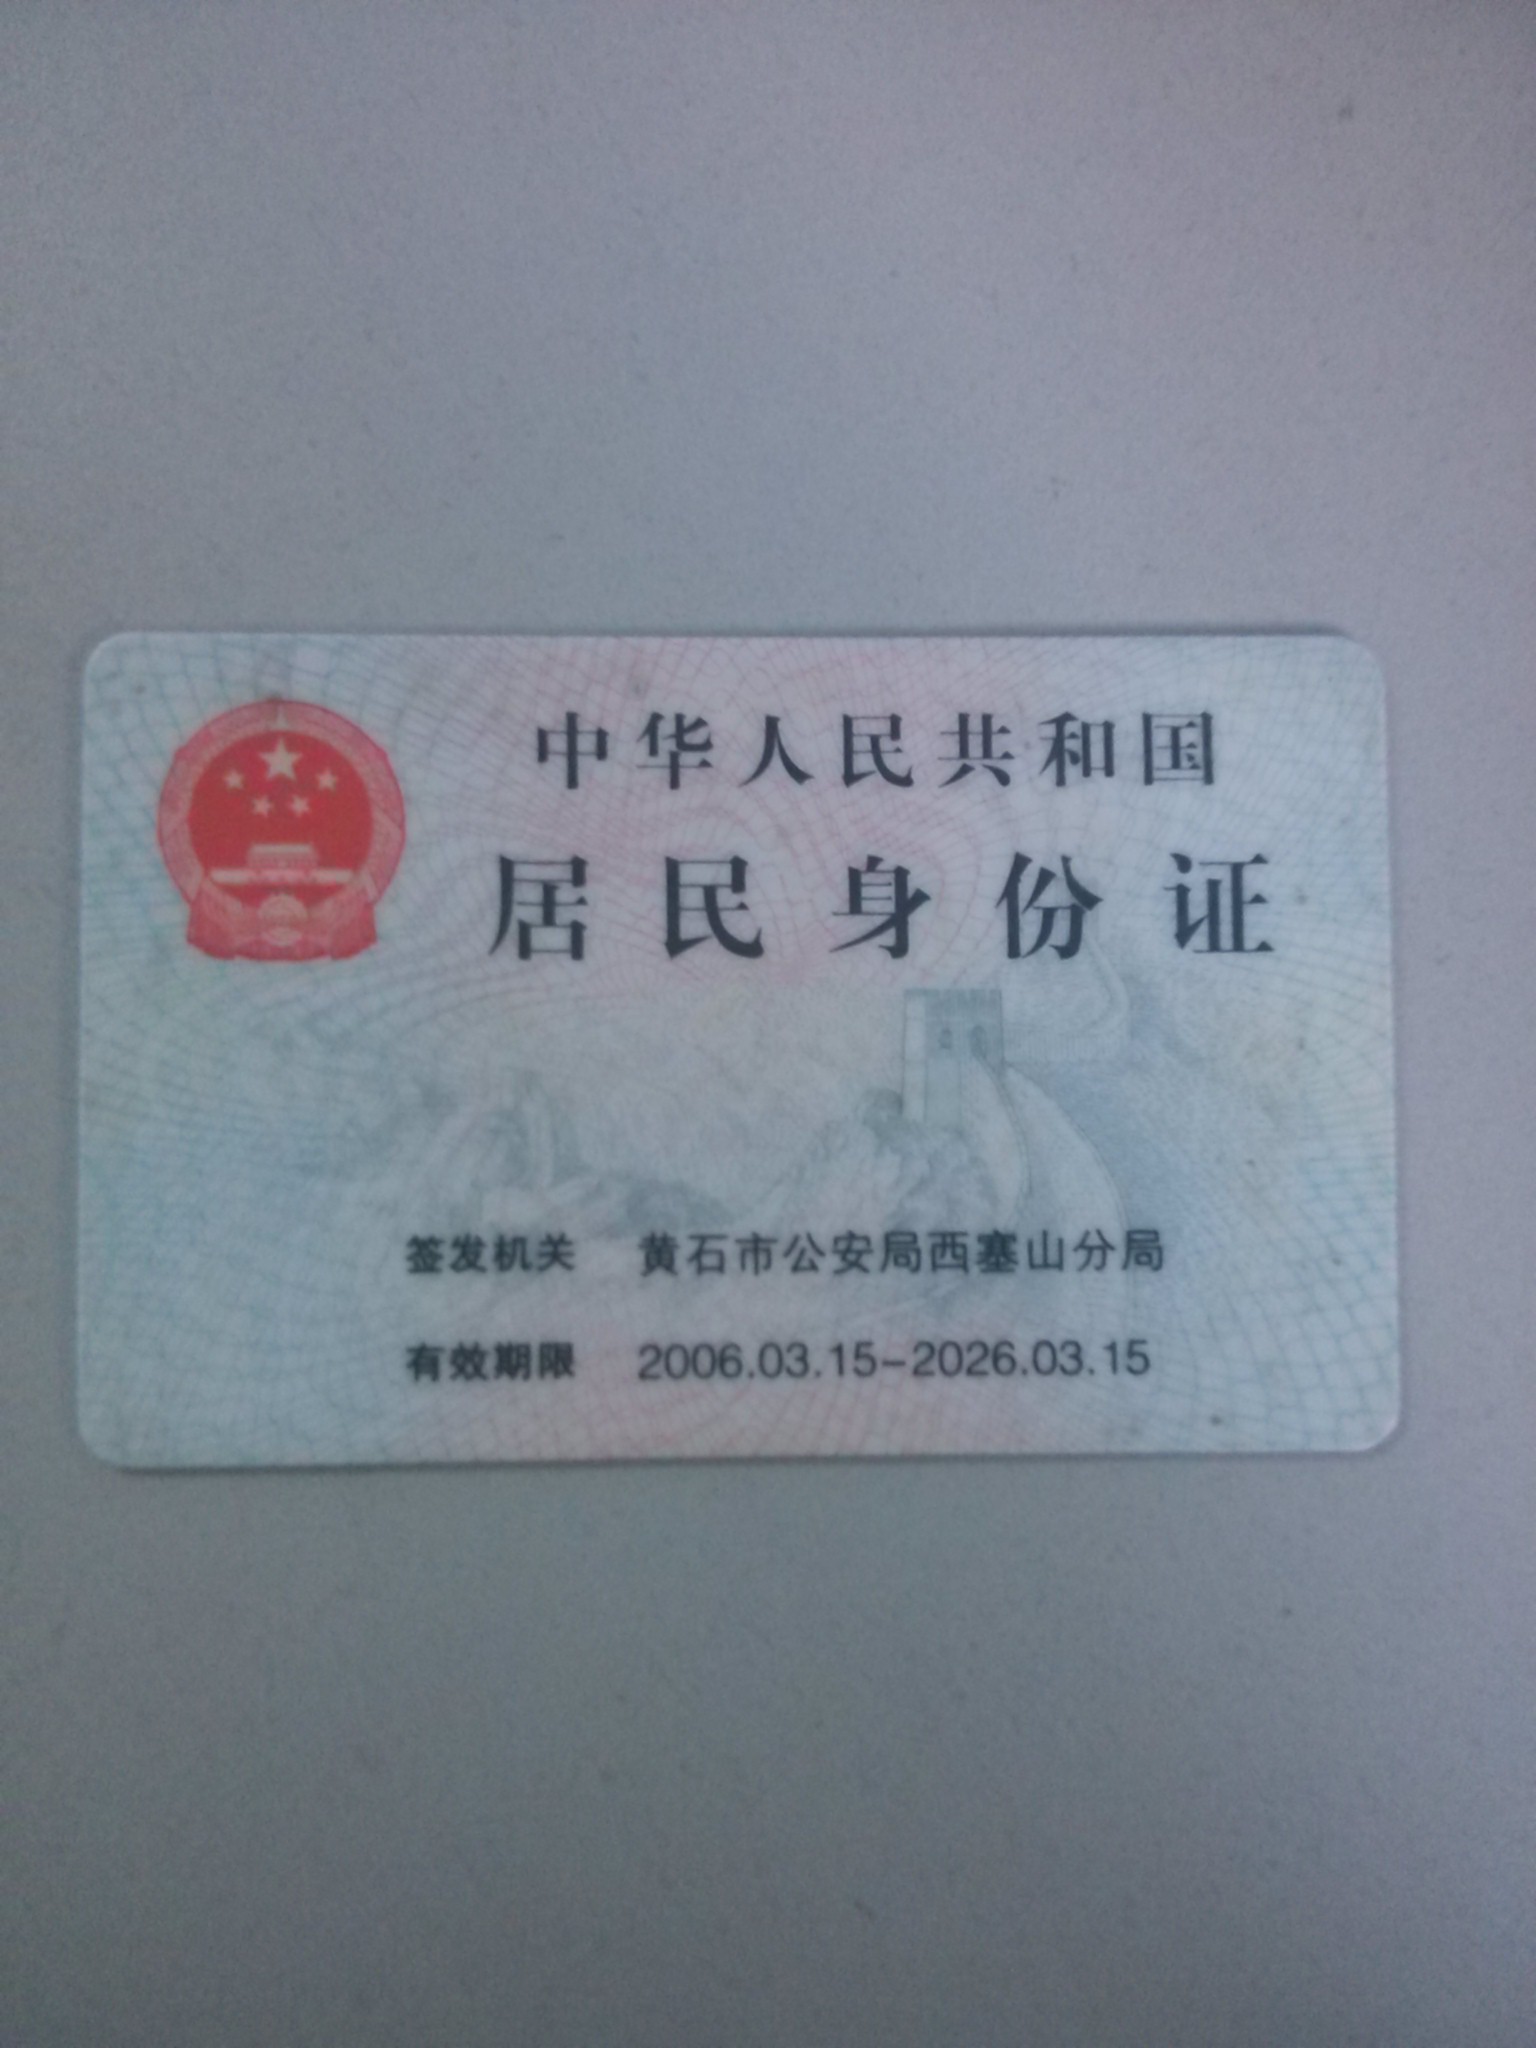 中华人民共和国
居民身份证
签发机关 黄石市公安局西塞山分局
有效期限 2006.03.15-2026.03.15